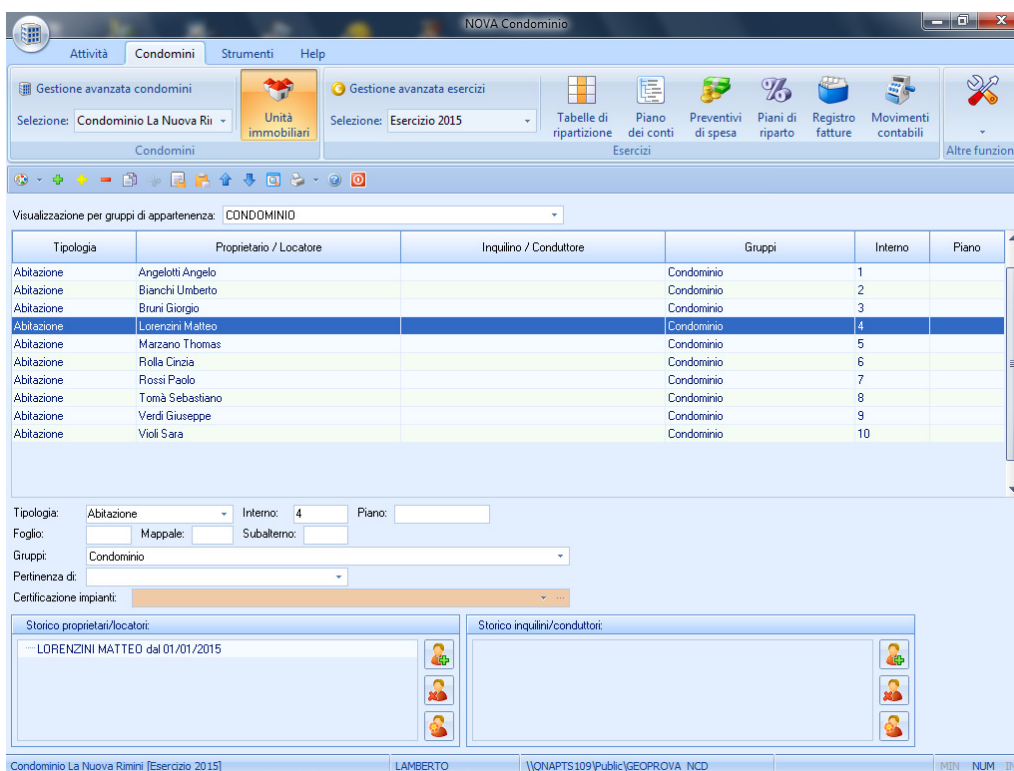 NOVA Condominio
Attività Condomini Strumenti Help
Gestione avanzata condomini
Selezione: Condominio La Nuova Rii
Unità immobiliari
Condomini
Gestione avanzata esercizi
Selezione: Esercizio 2015
Tabelle di ripartizione
Piano dei conti
Preventivi di spesa
Piani di riparto
Registro fatture
Movimenti contabili
Esercizi
Altre funzion
Visualizzazione per gruppi di appartenenza: CONDOMINIO
Tipologia Proprietario / Locatore Inquilino / Conduttore Gruppi Interno Piano
Abitazione Angelotti Angelo Condominio 1
Abitazione Bianchi Umberto Condominio 2
Abitazione Bruni Giorgio Condominio 3
Abitazione Lorenzini Matteo Condominio 4
Abitazione Marzano Thomas Condominio 5
Abitazione Rolla Cinzia Condominio 6
Abitazione Rossi Paolo Condominio 7
Abitazione Tomà Sebastiano Condominio 8
Abitazione Verdi Giuseppe Condominio 9
Abitazione Violi Sara Condominio 10
Tipologia: Abitazione Interno: 4 Piano:
Foglio: Mappale: Subalterno:
Gruppi: Condominio
Pertinenza di:
Certificazione impianti:
Storico proprietari/locatori: Storico inquilini/conduttori:
LORENZINI MATTEO dal 01/01/2015
Condominio La Nuova Rimini [Esercizio 2015] LAMBERTO \\QNAPTS109\Public\GEOPROVA_NCD MIN NUM IN